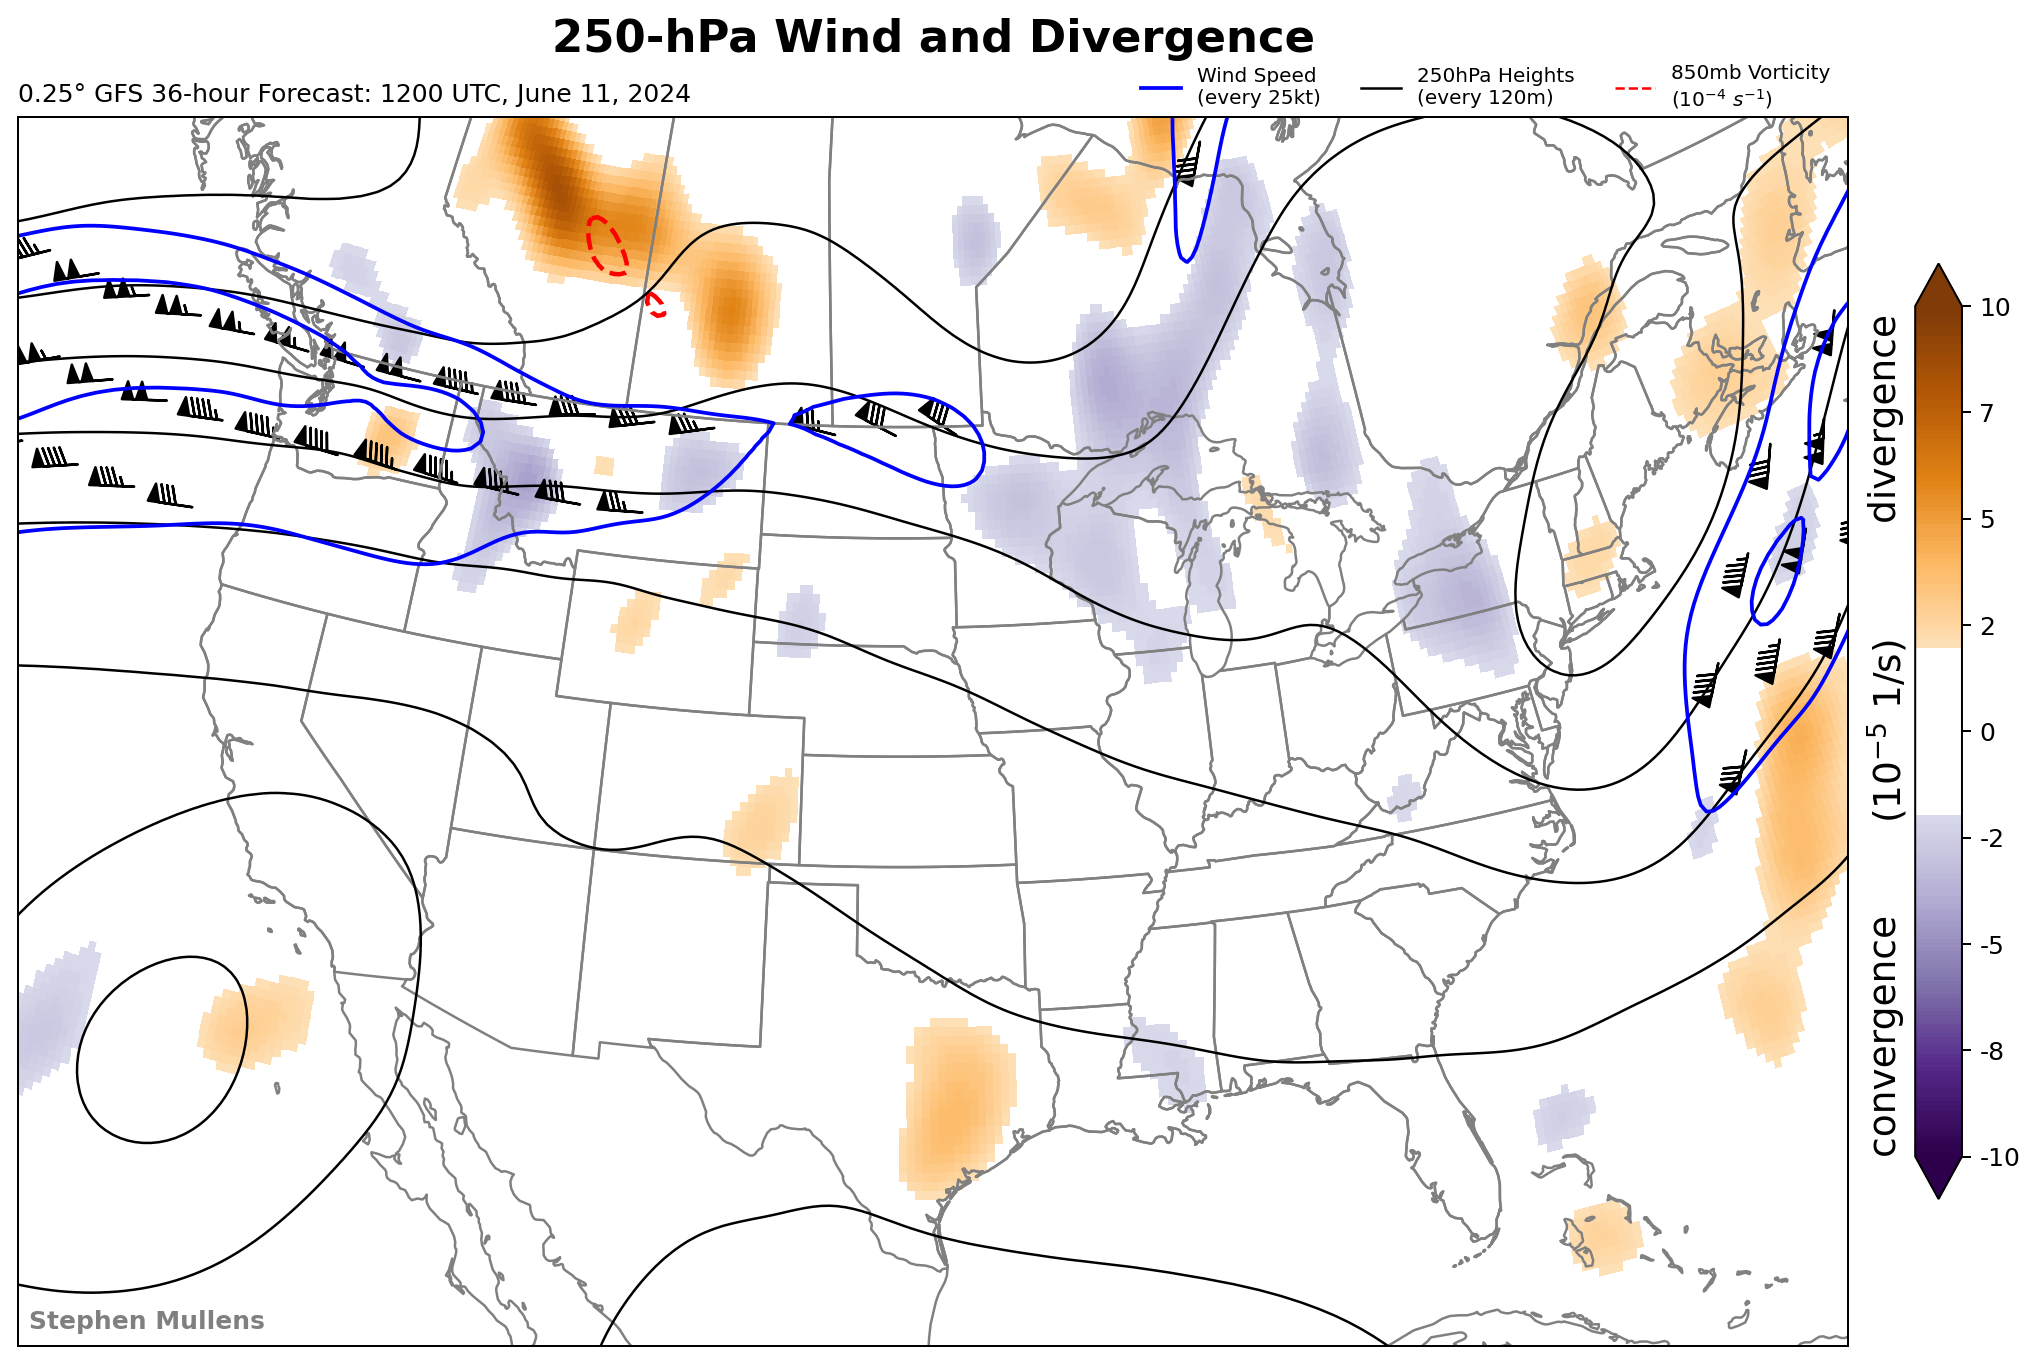 250-hPa Wind and Divergence
0.25° GFS 36-hour Forecast: 1200 UTC, June 11, 2024
Wind Speed
(every 25kt)
250hPa Heights
(every 120m)
850mb Vorticity
(10⁻⁴ s⁻¹)
10
7
5
2
0
-2
-5
-8
-10
convergence (10⁻⁵ 1/s) divergence
Stephen Mullens